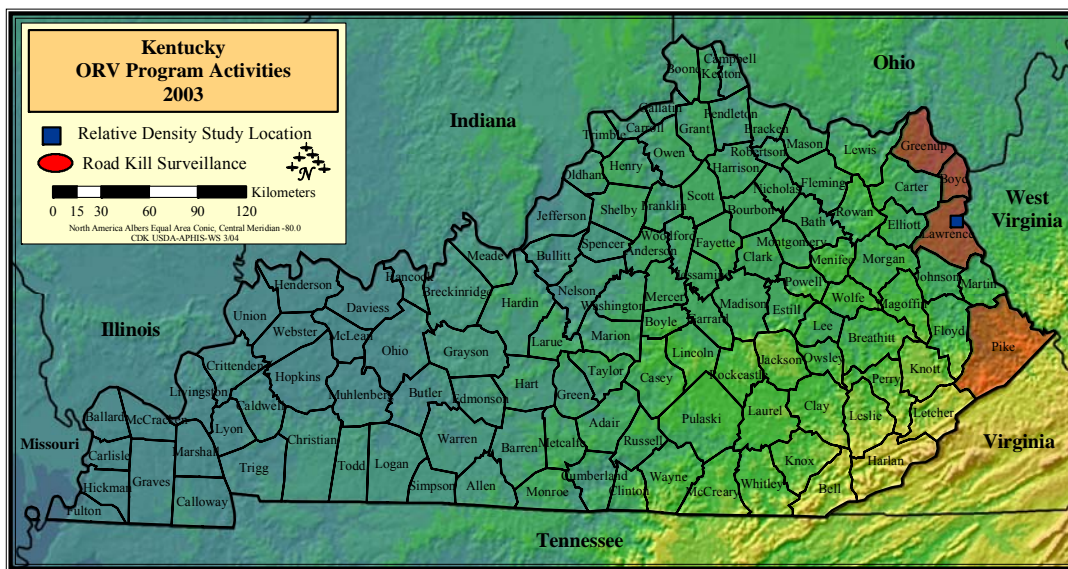 Kentucky
ORV Program Activities
2003
Relative Density Study Location
Road Kill Surveillance
N
Kilometers
0 15 30 60 90 120
North America Albers Equal Area Conic, Central Meridian -80.0
CDK USDA-APHIS-WS 3/04
Ohio
Indiana
Illinois
Missouri
Tennessee
Virginia
West
Virginia
Boone
Campbell
Kenton
Gallatin
Pendleton
Carroll
Grant
Bracken
Trimble
Owen
Robertson
Mason
Lewis
Greenup
Boyd
Henry
Harrison
Oldham
Nicholas
Fleming
Carter
Scott
Jefferson
Shelby
Franklin
Bourbon
Bath
Rowan
Elliott
Lawrence
Woodford
Spencer
Anderson
Fayette
Montgomery
Bullitt
Clark
Menifee
Morgan
Jessamine
Powell
Johnson
Martin
Meade
Hancock
Breckinridge
Nelson
Washington
Mercer
Madison
Wolfe
Magoffin
Henderson
Hardin
Estill
Daviess
Boyle
Garrard
Lee
Floyd
Union
Webster
McLean
Larue
Marion
Breathitt
Pike
Ohio
Grayson
Lincoln
Jackson
Owsley
Crittenden
Taylor
Rockcastle
Knott
Hopkins
Hart
Green
Casey
Perry
Livingston
Caldwell
Muhlenberg
Butler
Edmonson
Clay
Ballard
McCracken
Lyon
Adair
Pulaski
Laurel
Leslie
Letcher
Warren
Barren
Metcalfe
Russell
Carlisle
Marshall
Christian
Todd
Logan
Knox
Harlan
Trigg
Graves
Cumberland
Wayne
Whitley
Hickman
Calloway
Simpson
Allen
Monroe
Clinton
McCreary
Bell
Fulton